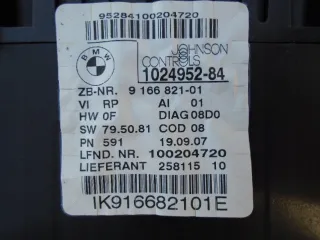 95284100204720
BMW
JOHNSON
CONTROLS
1024952-84
ZB-NR. 9 166 821-01
VI RP AI 01
HW 0F DIAG 08D0
SW 79.50.81 COD 08
PN 591 19.09.07
LFND. NR. 100204720
LIEFERANT 258115 10
IK916682101E